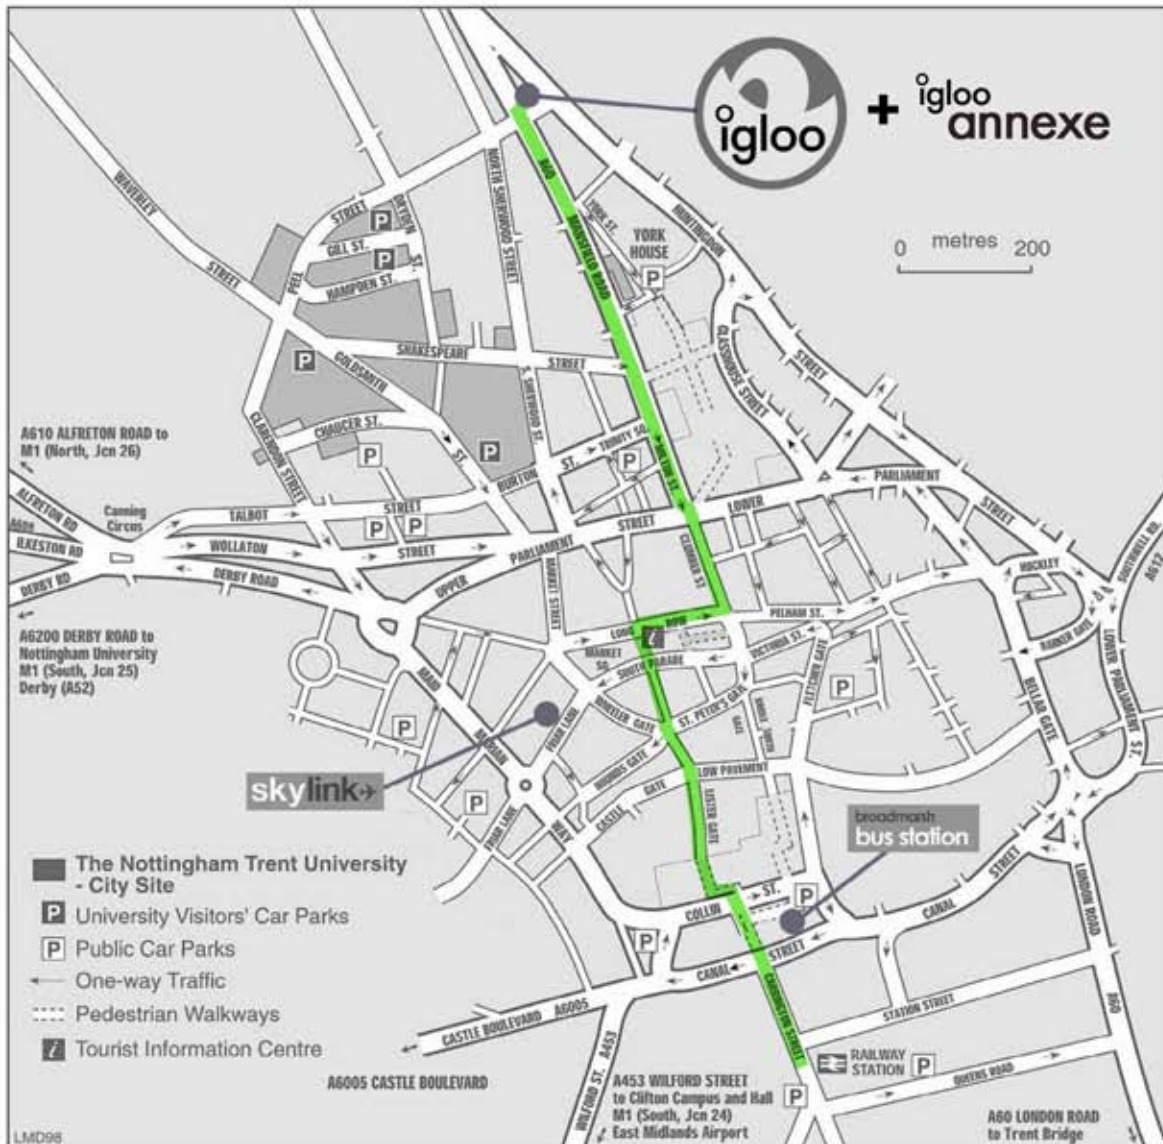 igloo
+
igloo
annexe
0 metres 200
A60
MANSFIELD ROAD
NORTH SHERWOOD STREET
HUNTINGDON
STREET
YORK ST.
YORK
HOUSE
P
WAVERLEY
STREET
PEEL
STREET
DRYDEN
ST.
P
GILL ST.
P
HAMPDEN ST.
SHAKESPEARE
STREET
GOLDSMITH
ST.
P
GLASSHOUSE STREET
S. SHERWOOD ST.
CLARENDON STREET
CHAUCER ST.
P
P
BURTON
ST.
TRINITY SQ.
P
MILTON ST.
A610 ALFRETON ROAD to
M1 (North, Jcn 26)
ALFRETON RD
Canning
Circus
ILKESTON RD
DERBY RD
TALBOT
STREET
P
P
WOLLATON
STREET
DERBY ROAD
UPPER
PARLIAMENT
STREET
LOWER
PARLIAMENT
STREET
SOUTHWELL RD.
A612
HOCKLEY
CLUMBER ST.
MARKET STREET
LONG
ROW
i
PELHAM ST.
MARKET
SQ
SOUTH PARADE
VICTORIA ST.
FLETCHER GATE
BARKER GATE
LOWER PARLIAMENT ST.
BELLAR GATE
A6200 DERBY ROAD to
Nottingham University
M1 (South, Jcn 25)
Derby (A52)
MAID
MARIAN
WAY
P
WHEELER GATE
ST. PETER'S GATE
P
FRIAR LANE
HOUNDS GATE
CASTLE
GATE
LOW PAVEMENT
LISTER GATE
skylink
P
FRIAR LANE
broadmarsh
bus station
The Nottingham Trent University
- City Site
P University Visitors' Car Parks
P Public Car Parks
One-way Traffic
Pedestrian Walkways
i Tourist Information Centre
COLLIN
ST.
P
P
CANAL
STREET
CANAL
STREET
LONDON ROAD
A60
CARRINGTON STREET
STATION STREET
CASTLE BOULEVARD A6005
WILFORD ST. A453
RAILWAY
STATION
P
QUEENS ROAD
P
A6005 CASTLE BOULEVARD
A453 WILFORD STREET
to Clifton Campus and Hall
M1 (South, Jcn 24)
East Midlands Airport
A60 LONDON ROAD
to Trent Bridge
LMD98